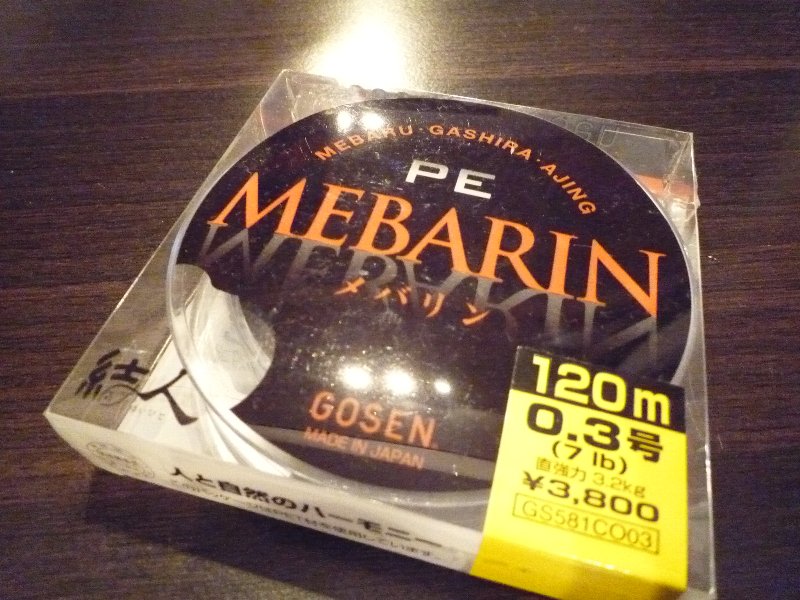 MEBARU・GASHIRA・AJING
PE
MEBARIN
メバリン
GOSEN
MADE IN JAPAN
結人
120m
0.3号
(7 lb)
直強力 3.2kg
¥3,800
GS581CO03
人と自然のハーモニー